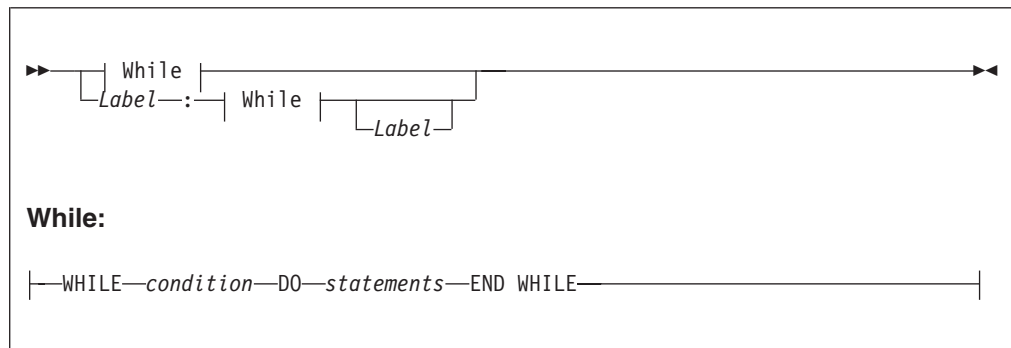 While
Label : While
Label
While:
WHILE condition DO statements END WHILE